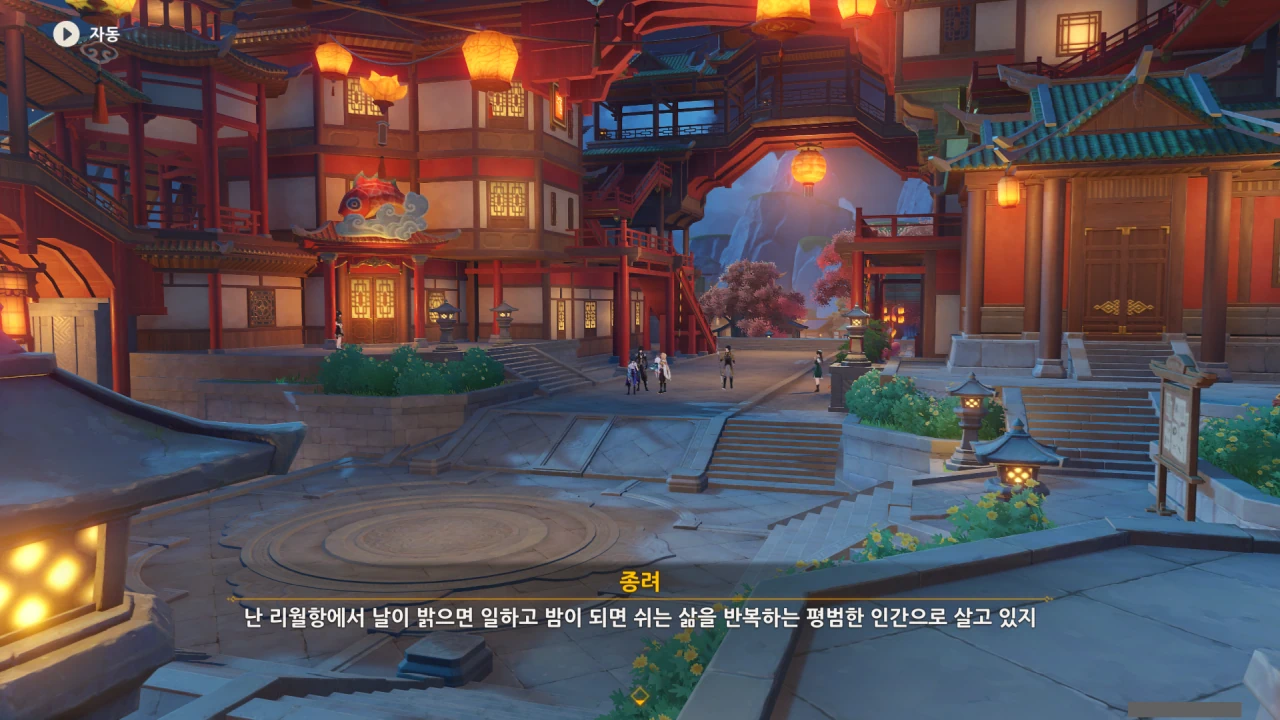 자동
종려
난 리월항에서 날이 밝으면 일하고 밤이 되면 쉬는 삶을 반복하는 평범한 인간으로 살고 있지